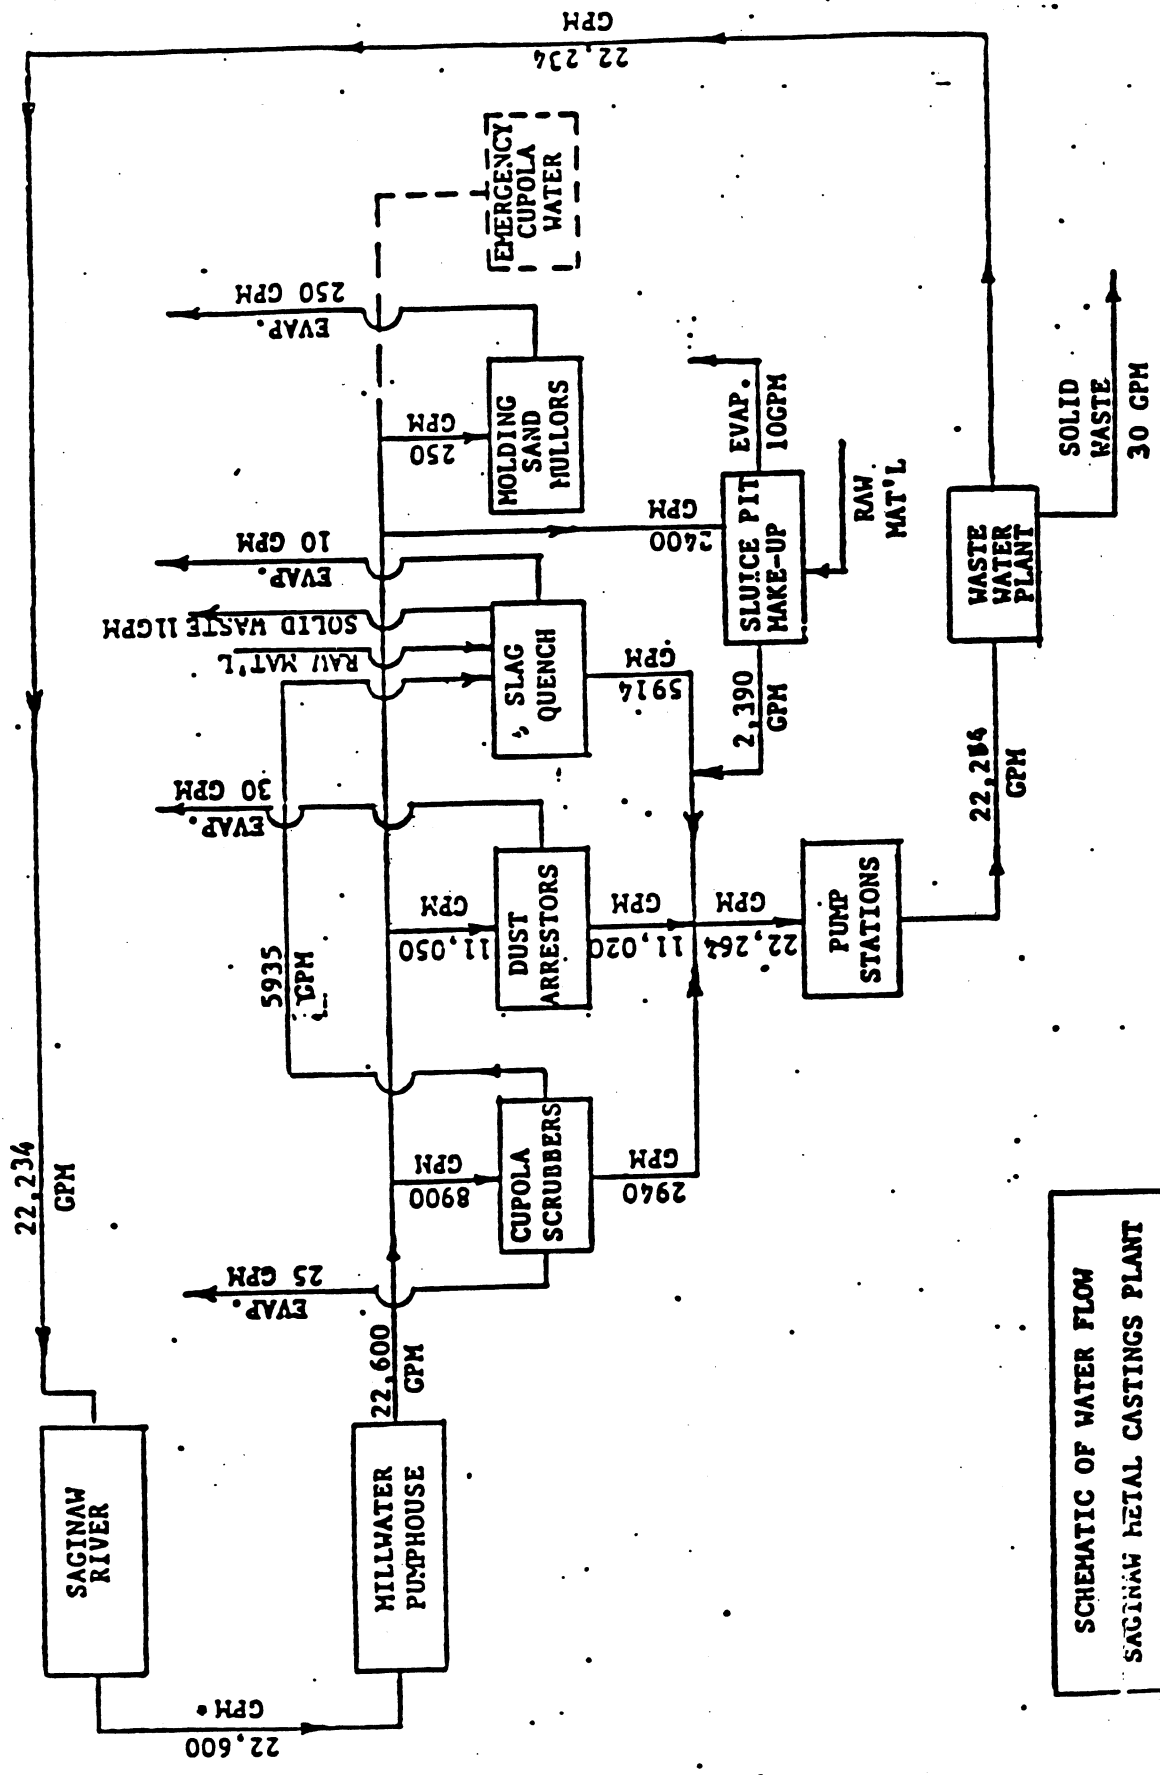 SAGINAW
RIVER
22,600
GPM
MILLWATER
PUMPHOUSE
22,600
GPM
22,234
GPM
22,234
GPM
EVAP.
25 GPM
8900
GPM
CUPOLA
SCRUBBERS
2940
GPM
5935
GPM
EVAP.
30 GPM
11,050
GPM
DUST
ARRESTORS
11,020
GPM
22,264
GPM
PUMP
STATIONS
RAW MAT'L
SOLID WASTE 11GPM
EVAP.
10 GPM
SLAG
QUENCH
5914
GPM
2,390
GPM
2400
GPM
SLUICE PIT
MAKE-UP
EVAP.
10GPM
RAW
MAT'L
250
GPM
MOLDING
SAND
MULLORS
EVAP.
250 GPM
EMERGENCY
CUPOLA
WATER
GPM
WASTE
WATER
PLANT
SOLID
WASTE
30 GPM
SCHEMATIC OF WATER FLOW
SAGINAW METAL CASTINGS PLANT